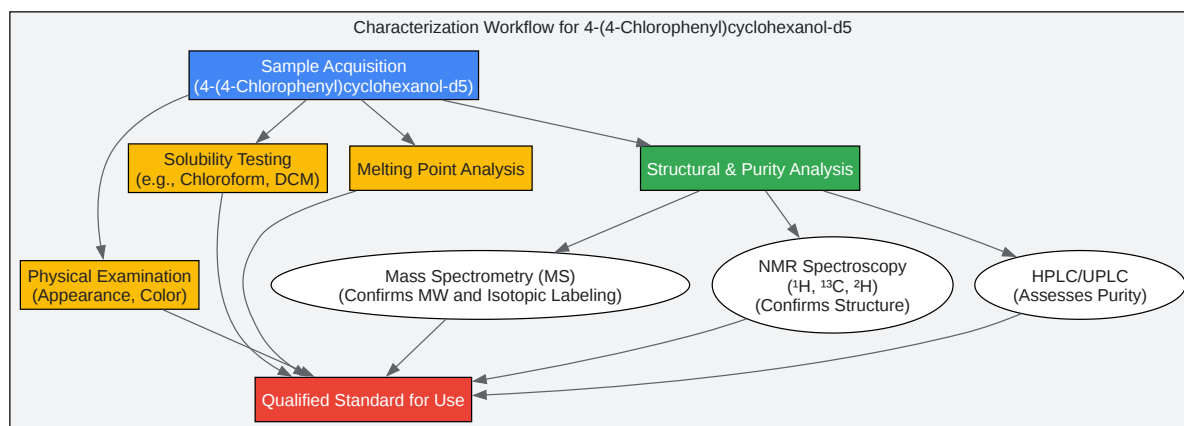 Characterization Workflow for 4-(4-Chlorophenyl)cyclohexanol-d5
Sample Acquisition
(4-(4-Chlorophenyl)cyclohexanol-d5)
Solubility Testing
(e.g., Chloroform, DCM)
Melting Point Analysis
Structural & Purity Analysis
Physical Examination
(Appearance, Color)
Mass Spectrometry (MS)
(Confirms MW and Isotopic Labeling)
NMR Spectroscopy
(¹H, ¹³C, ²H)
(Confirms Structure)
HPLC/UPLC
(Assesses Purity)
Qualified Standard for Use